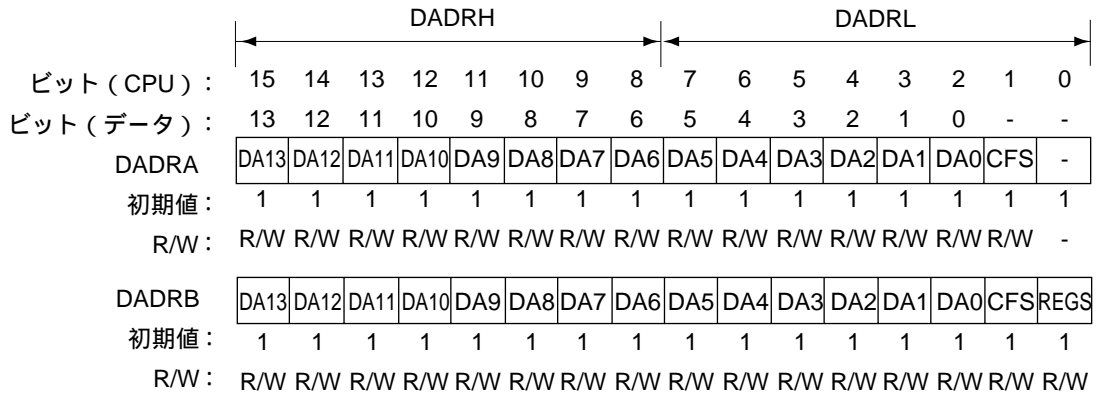 DADRH DADRL
ビット（CPU）： 15 14 13 12 11 10 9 8 7 6 5 4 3 2 1 0
ビット（データ）： 13 12 11 10 9 8 7 6 5 4 3 2 1 0 - -
DADRA DA13 DA12 DA11 DA10 DA9 DA8 DA7 DA6 DA5 DA4 DA3 DA2 DA1 DA0 CFS -
初期値： 1 1 1 1 1 1 1 1 1 1 1 1 1 1 1 1
R/W： R/W R/W R/W R/W R/W R/W R/W R/W R/W R/W R/W R/W R/W R/W R/W -
DADRB DA13 DA12 DA11 DA10 DA9 DA8 DA7 DA6 DA5 DA4 DA3 DA2 DA1 DA0 CFS REGS
初期値： 1 1 1 1 1 1 1 1 1 1 1 1 1 1 1 1
R/W： R/W R/W R/W R/W R/W R/W R/W R/W R/W R/W R/W R/W R/W R/W R/W R/W